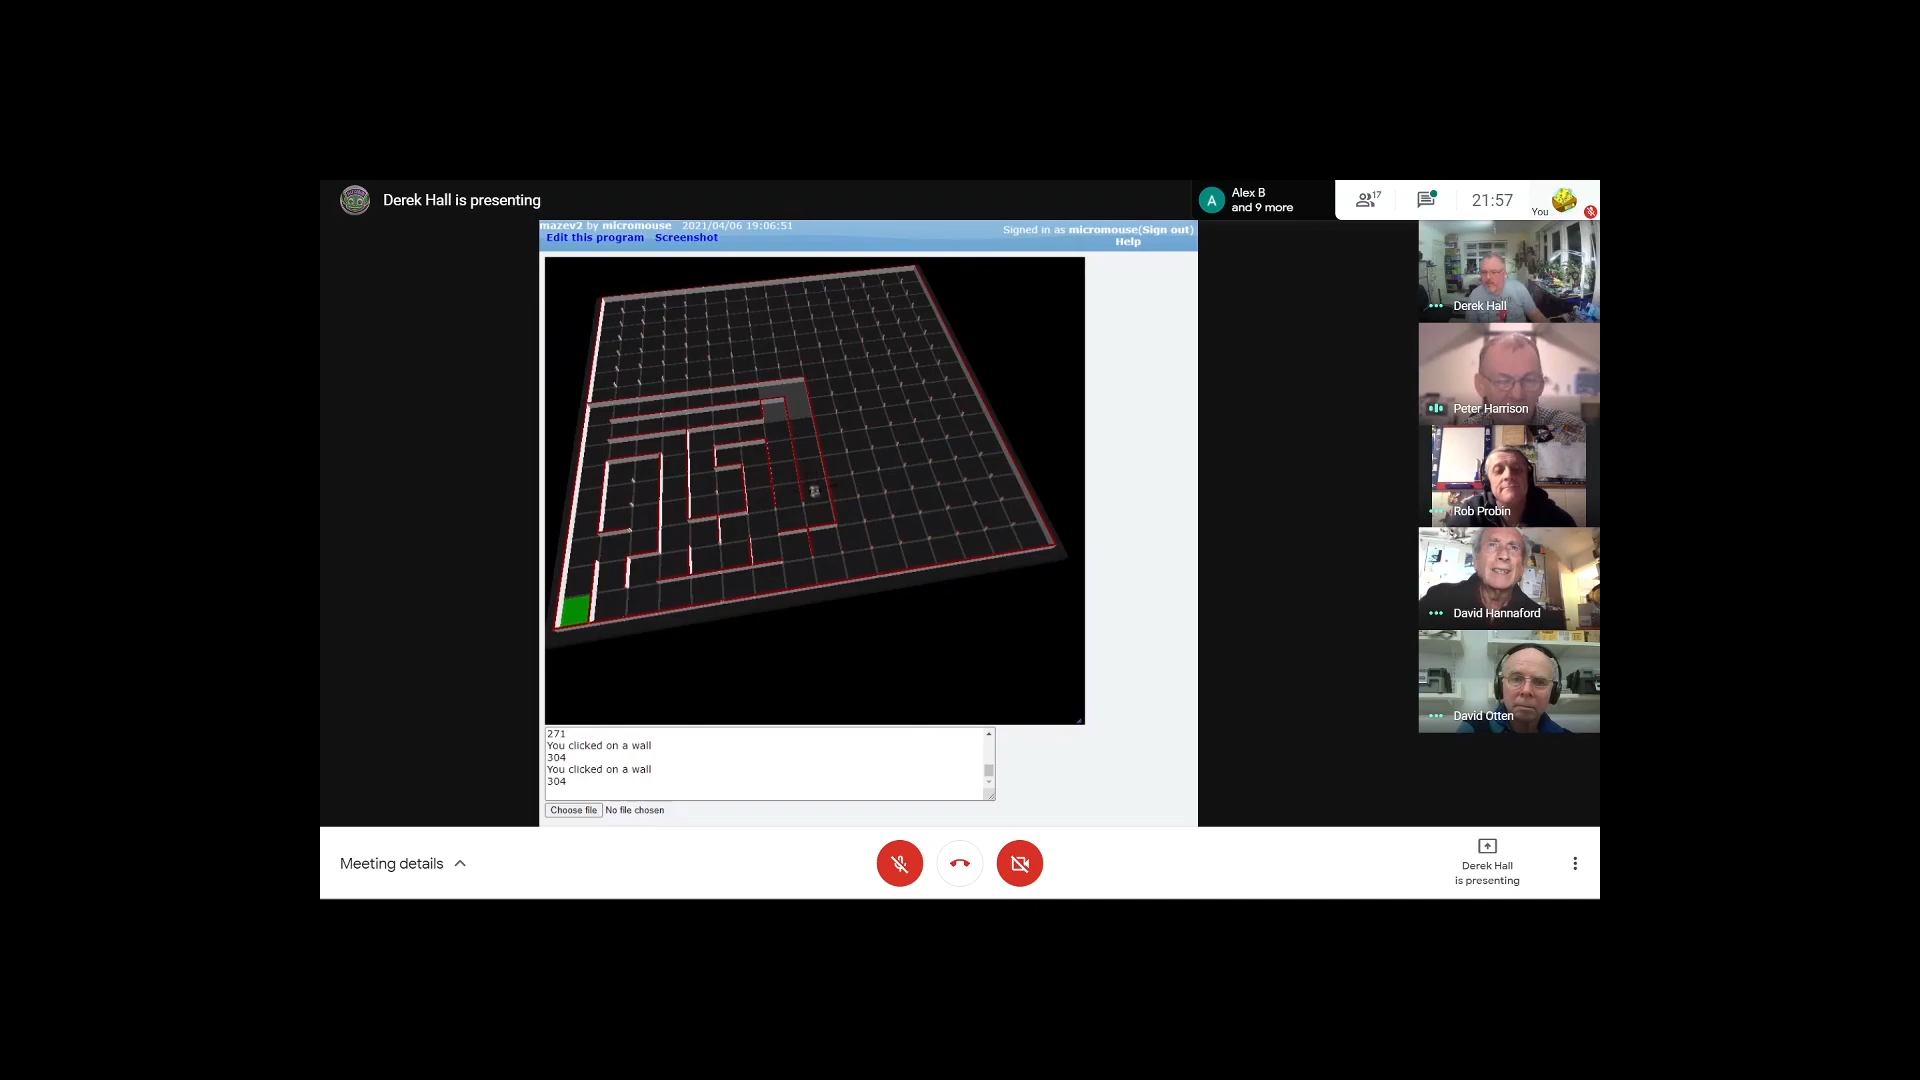 Derek Hall is presenting
A
Alex B
and 9 more
17
21:57
You
mazev2 by micromouse 2021/04/06 19:06:51
Edit this program Screenshot
Signed in as micromouse(Sign out)
Help
Derek Hall
Peter Harrison
Rob Probin
David Hannaford
David Otten
271
You clicked on a wall
304
You clicked on a wall
304
Choose file No file chosen
Meeting details
Derek Hall
is presenting